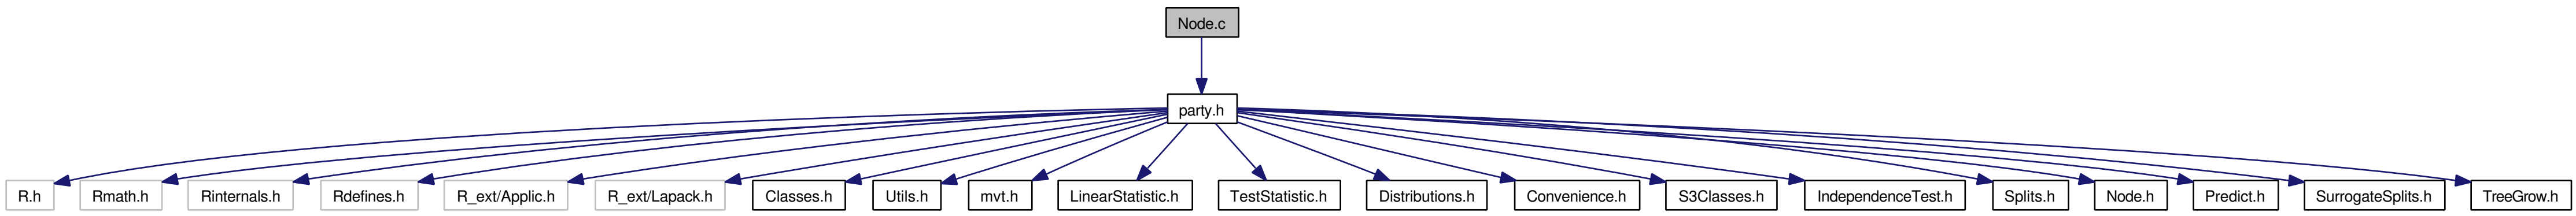 Node.c
party.h
R.h
Rmath.h
Rinternals.h
Rdefines.h
R_ext/Applic.h
R_ext/Lapack.h
Classes.h
Utils.h
mvt.h
LinearStatistic.h
TestStatistic.h
Distributions.h
Convenience.h
S3Classes.h
IndependenceTest.h
Splits.h
Node.h
Predict.h
SurrogateSplits.h
TreeGrow.h